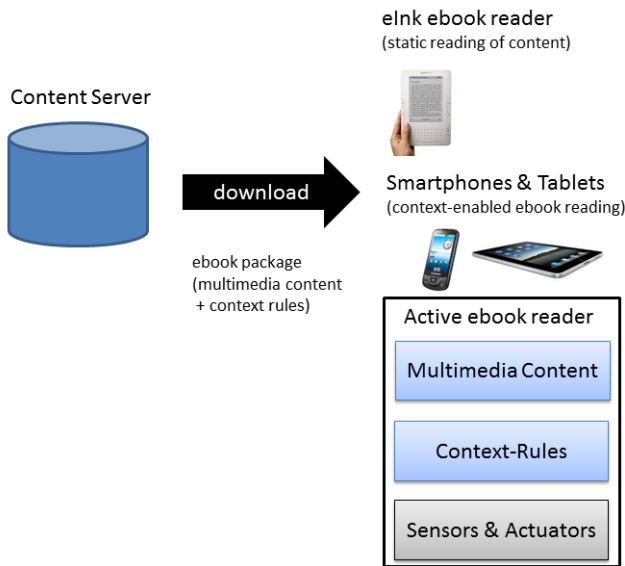 eInk ebook reader
(static reading of content)
Content Server
download
Smartphones & Tablets
(context-enabled ebook reading)
ebook package
(multimedia content
+ context rules)
Active ebook reader
Multimedia Content
Context-Rules
Sensors & Actuators